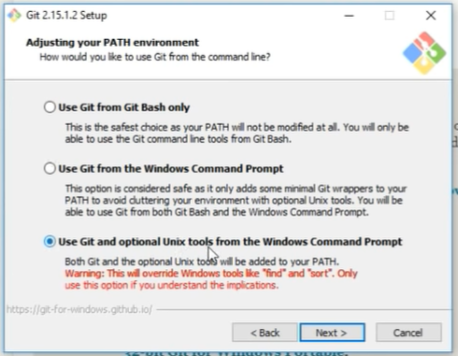 Git 2.15.1.2 Setup
Adjusting your PATH environment
How would you like to use Git from the command line?
Use Git from Git Bash only
This is the safest choice as your PATH will not be modified at all. You will only be
able to use the Git command line tools from Git Bash.
Use Git from the Windows Command Prompt
This option is considered safe as it only adds some minimal Git wrappers to your
PATH to avoid cluttering your environment with optional Unix tools. You will be
able to use Git from both Git Bash and the Windows Command Prompt.
Use Git and optional Unix tools from the Windows Command Prompt
Both Git and the optional Unix tools will be added to your PATH.
Warning: This will override Windows tools like "find" and "sort". Only
use this option if you understand the implications.
https://git-for-windows.github.io/
< Back Next > Cancel
32-bit Git for Windows Portable.